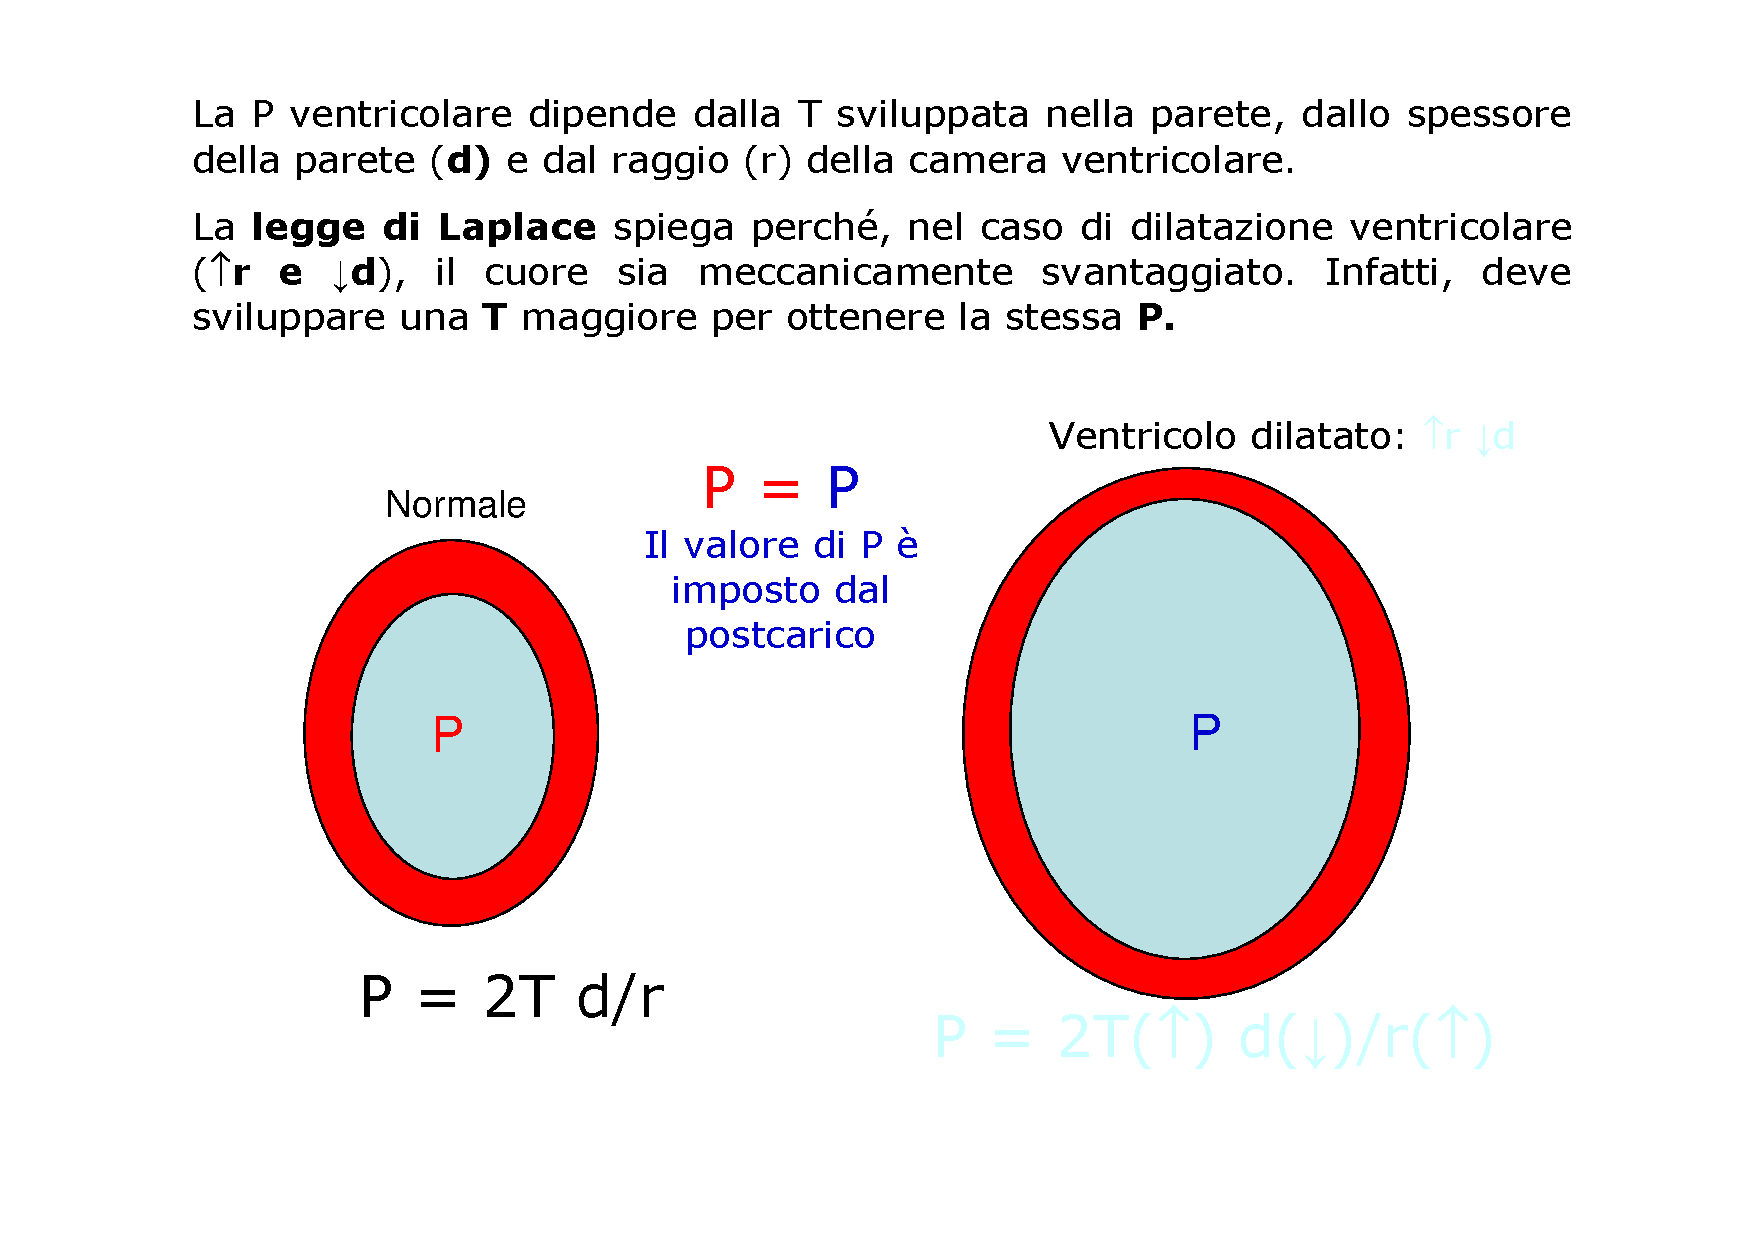 La P ventricolare dipende dalla T sviluppata nella parete, dallo spessore
della parete (d) e dal raggio (r) della camera ventricolare.
La legge di Laplace spiega perché, nel caso di dilatazione ventricolare
(↑r e ↓d), il cuore sia meccanicamente svantaggiato. Infatti, deve
sviluppare una T maggiore per ottenere la stessa P.
Ventricolo dilatato: ↑r ↓d
P = P
Normale
Il valore di P è
imposto dal
postcarico
P
P
P = 2T d/r
P = 2T(↑) d(↓)/r(↑)